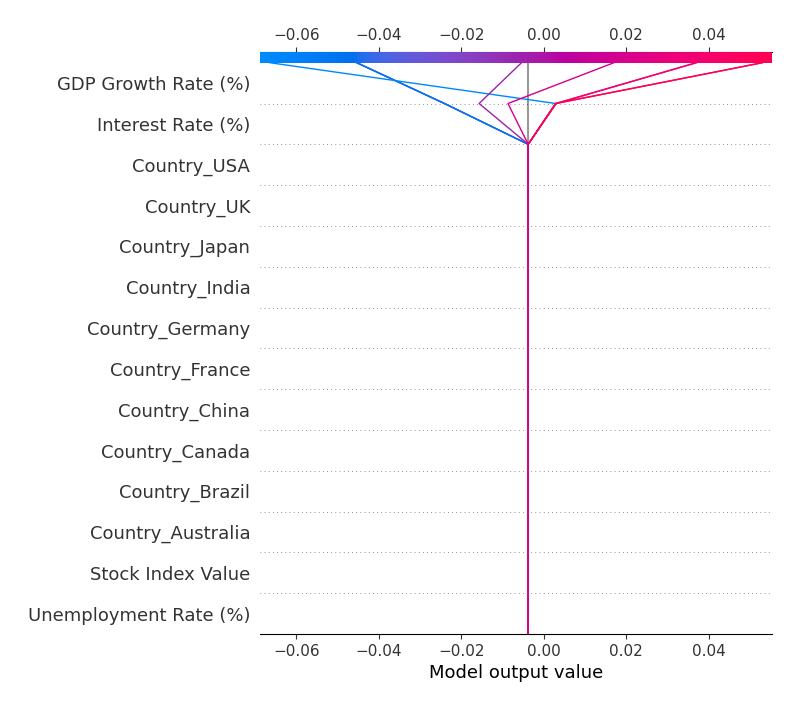 −0.06 −0.04 −0.02 0.00 0.02 0.04
GDP Growth Rate (%)
Interest Rate (%)
Country_USA
Country_UK
Country_Japan
Country_India
Country_Germany
Country_France
Country_China
Country_Canada
Country_Brazil
Country_Australia
Stock Index Value
Unemployment Rate (%)
−0.06 −0.04 −0.02 0.00 0.02 0.04
Model output value